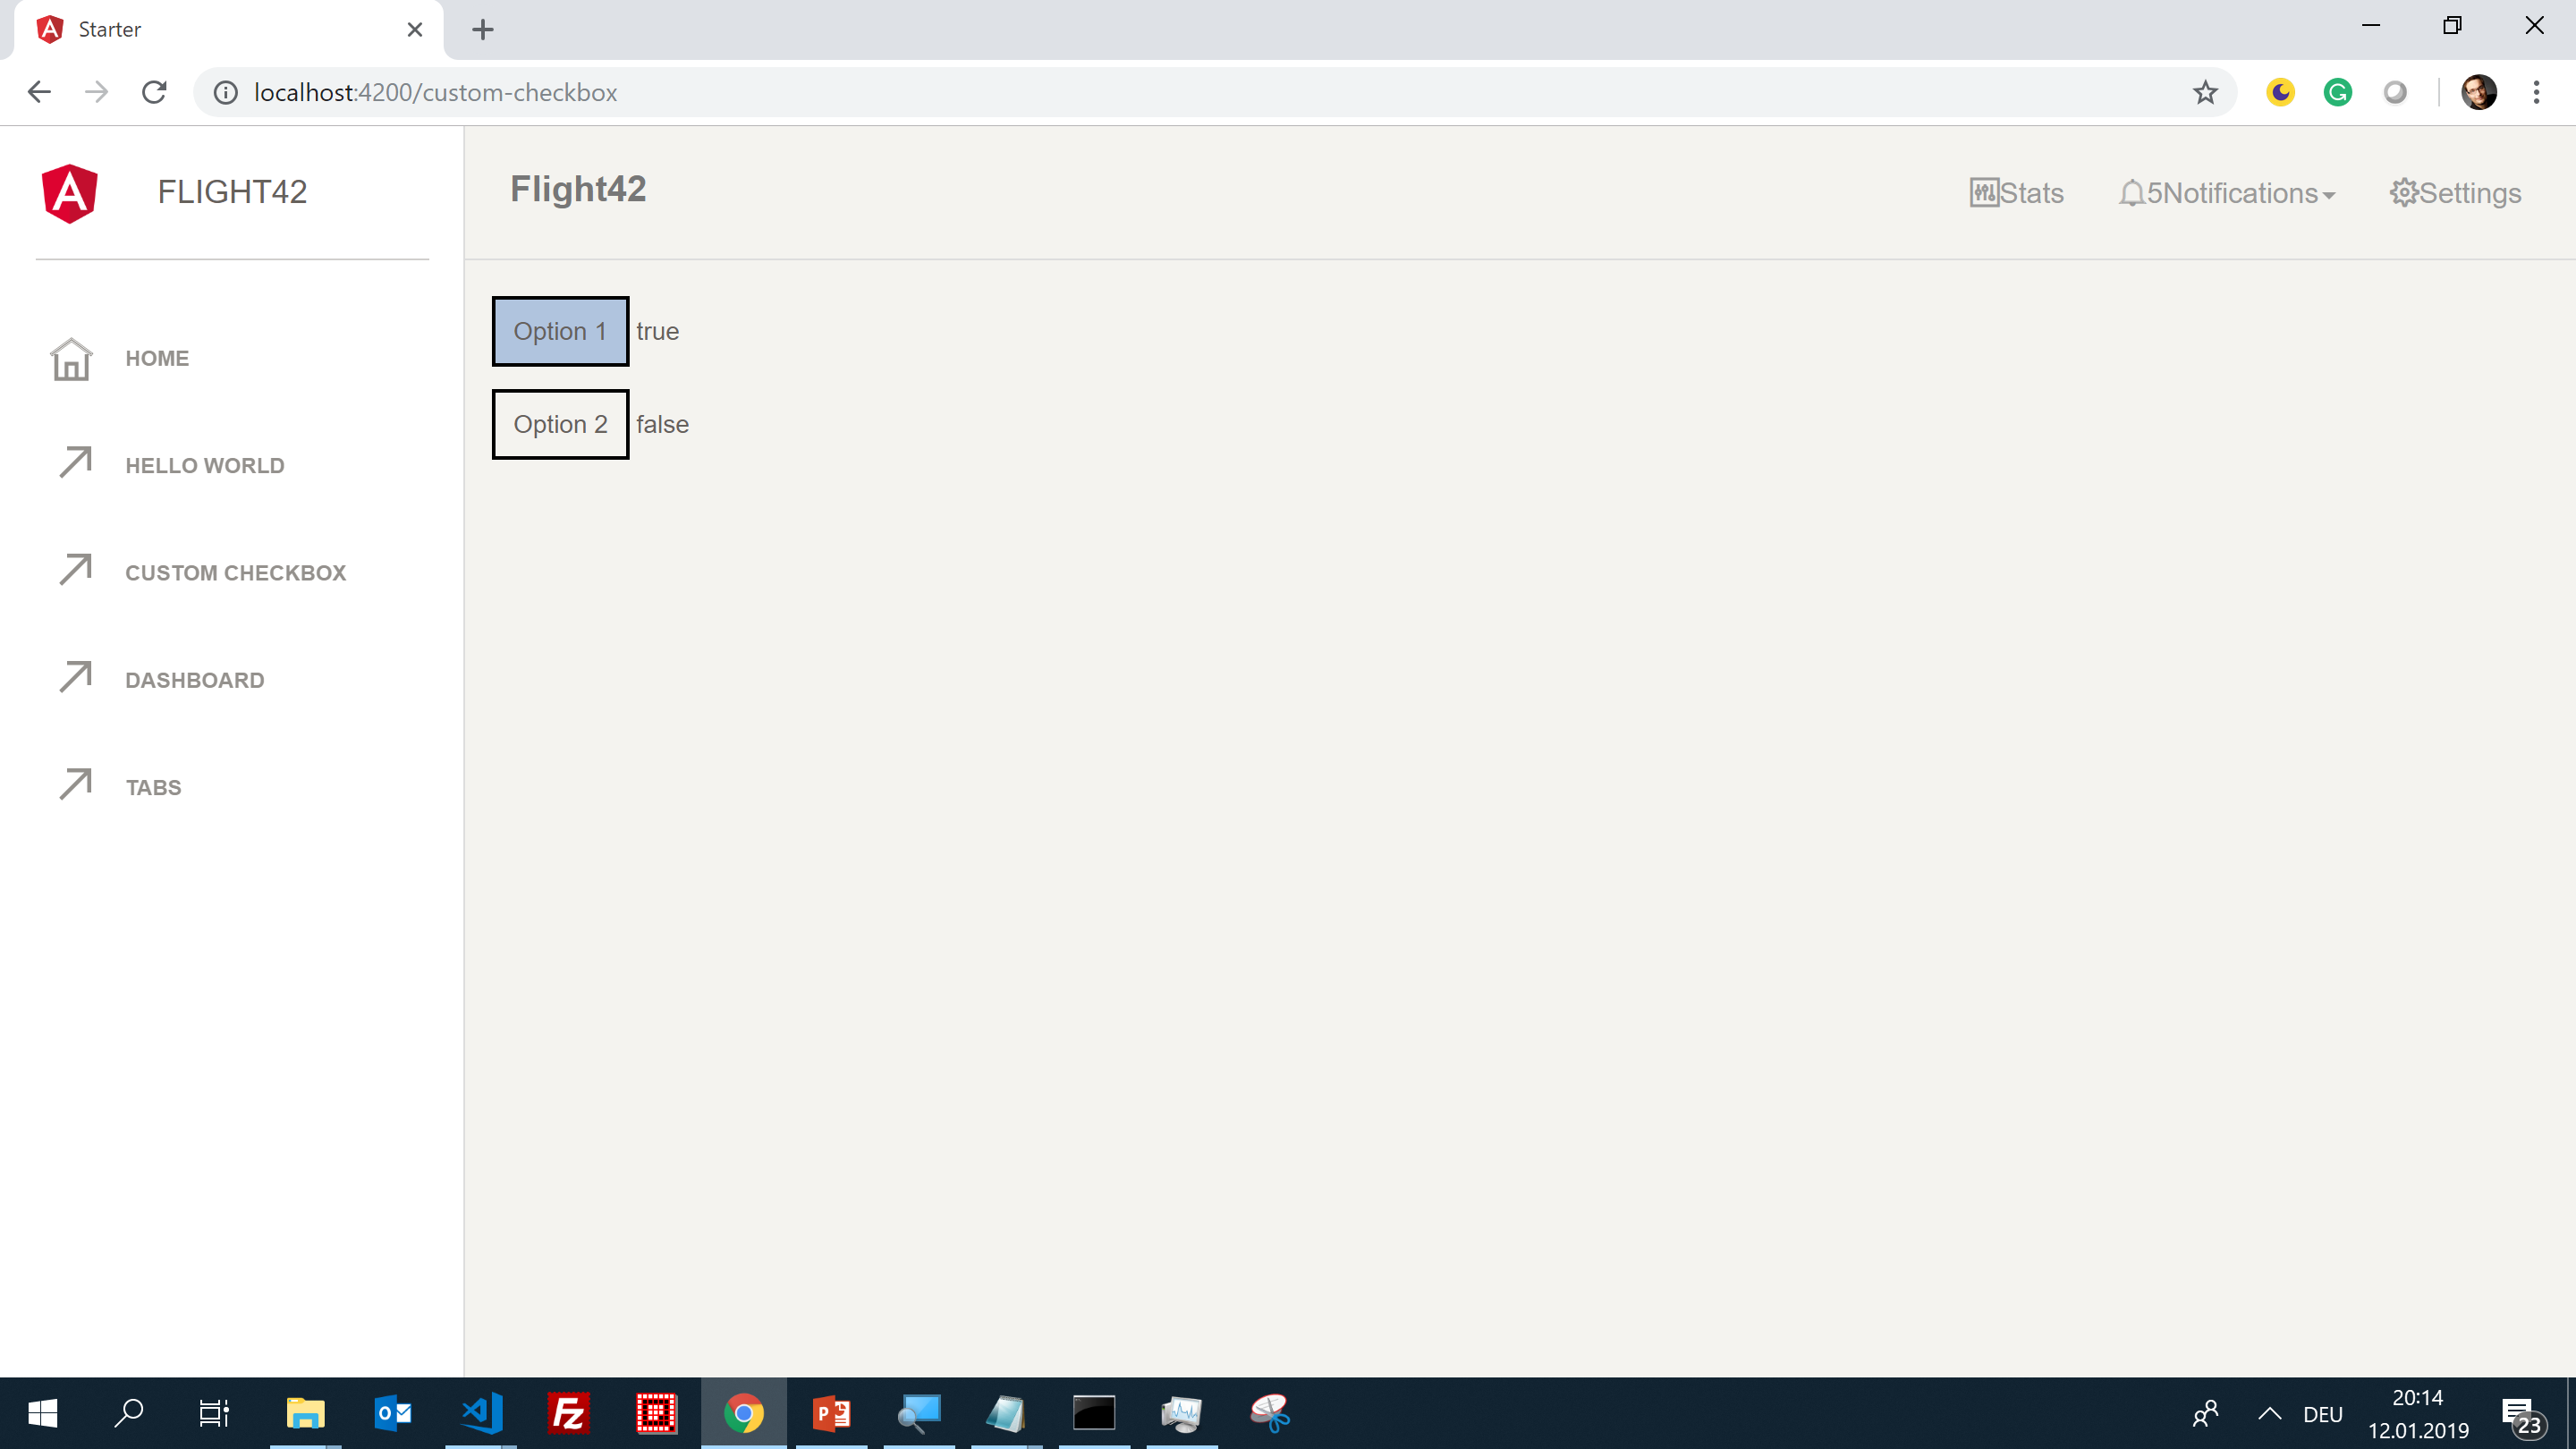 Starter
localhost:4200/custom-checkbox
FLIGHT42
Flight42
Stats
5Notifications
Settings
HOME
HELLO WORLD
CUSTOM CHECKBOX
DASHBOARD
TABS
Option 1 true
Option 2 false
DEU
20:14
12.01.2019
23